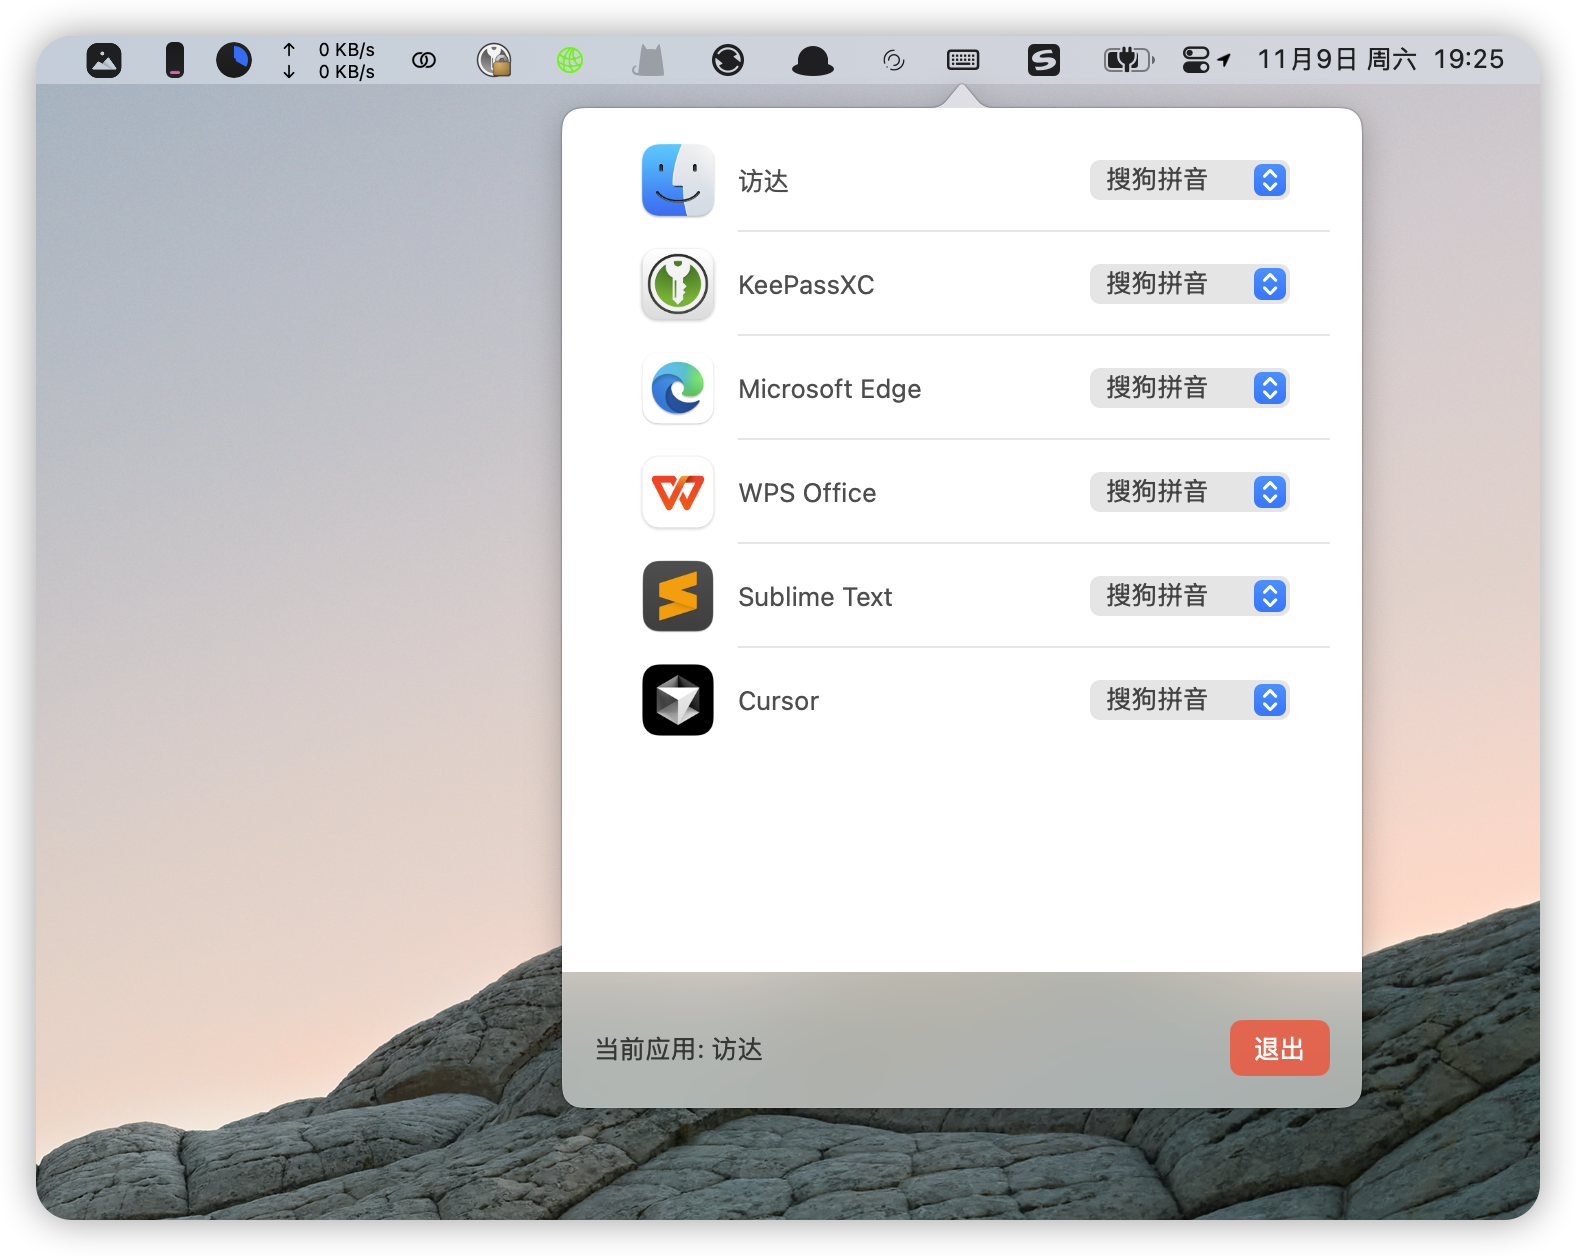 0 KB/s
0 KB/s
11月9日 周六 19:25
访达 搜狗拼音
KeePassXC 搜狗拼音
Microsoft Edge 搜狗拼音
WPS Office 搜狗拼音
Sublime Text 搜狗拼音
Cursor 搜狗拼音
当前应用: 访达 退出